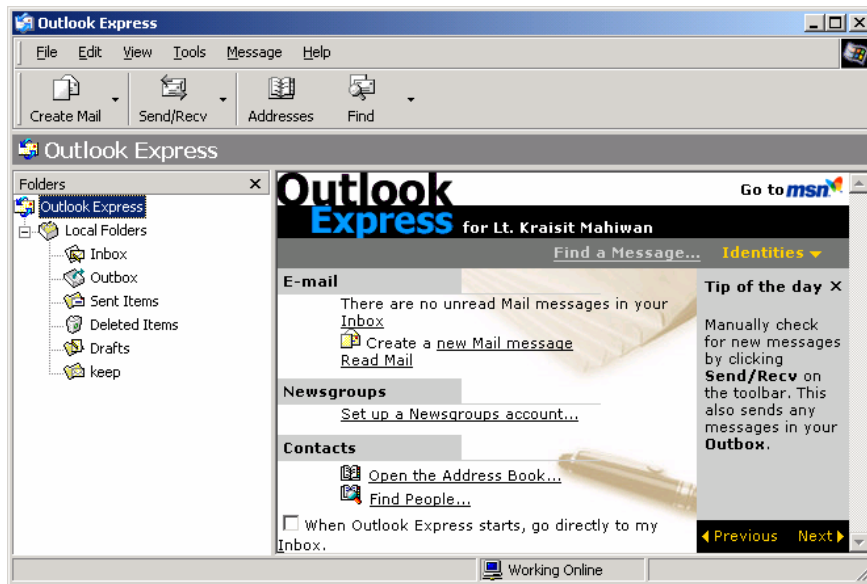 Outlook Express
File Edit View Tools Message Help
Create Mail Send/Recv Addresses Find
Outlook Express
Folders
Outlook Express
Local Folders
Inbox
Outbox
Sent Items
Deleted Items
Drafts
keep
Outlook
Express for Lt. Kraisit Mahiwan
Go to msn
Find a Message... Identities
E-mail
There are no unread Mail messages in your
Inbox
Create a new Mail message
Read Mail
Newsgroups
Set up a Newsgroups account...
Contacts
Open the Address Book...
Find People...
When Outlook Express starts, go directly to my
Inbox.
Tip of the day
Manually check
for new messages
by clicking
Send/Recv on
the toolbar. This
also sends any
messages in your
Outbox.
Previous Next
Working Online